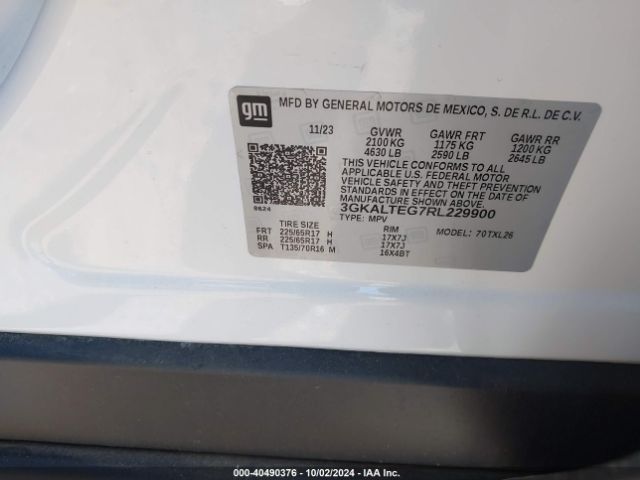 gm
MFD BY GENERAL MOTORS DE MEXICO, S. DE R.L. DE C.V.
11/23 GVWR GAWR FRT GAWR RR
2100 KG 1175 KG 1200 KG
4630 LB 2590 LB 2645 LB
THIS VEHICLE CONFORMS TO ALL
APPLICABLE U.S. FEDERAL MOTOR
VEHICLE SAFETY AND THEFT PREVENTION
STANDARDS IN EFFECT ON THE DATE OF
MANUFACTURE SHOWN ABOVE.
3GKALTEG7RL229900
9624 TYPE: MPV MODEL: 70TXL26
TIRE SIZE RIM
FRT 225/65R17 H 17X7J
RR 225/65R17 H 17X7J
SPA T135/70R16 M 16X4BT
000-40490376 - 10/02/2024 - IAA Inc.